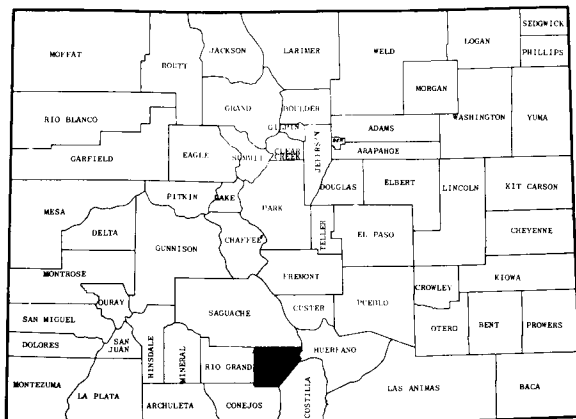 SEDGWICK
LOGAN
JACKSON
LARIMER
WELD
PHILLIPS
MOFFAT
ROUTT
MORGAN
GRAND
BOULDER
WASHINGTON
YUMA
RIO BLANCO
GILPIN
ADAMS
CLEAR
CREEK
JEFFERSON
ARAPAHOE
GARFIELD
EAGLE
SUMMIT
DOUGLAS
ELBERT
LINCOLN
KIT CARSON
PITKIN
LAKE
PARK
MESA
DELTA
TELLER
EL PASO
CHEYENNE
GUNNISON
CHAFFEE
MONTROSE
FREMONT
CROWLEY
KIOWA
OURAY
SAGUACHE
CUSTER
PUEBLO
SAN MIGUEL
OTERO
BENT
PROWERS
DOLORES
SAN
JUAN
HINSDALE
MINERAL
RIO GRAND
HUERFANO
MONTEZUMA
LA PLATA
ARCHULETA
CONEJOS
COSTILLA
LAS ANIMAS
BACA